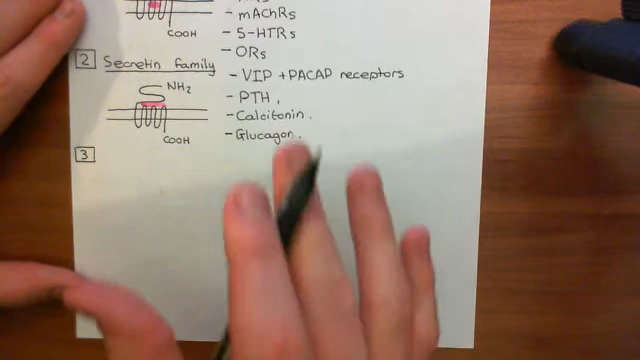 - mAChRs
COOH
- 5-HTRs
- ORs
2 Secretin family
- VIP + PACAP receptors
NH2
- PTH,
- Calcitonin.
COOH
- Glucagon.
3